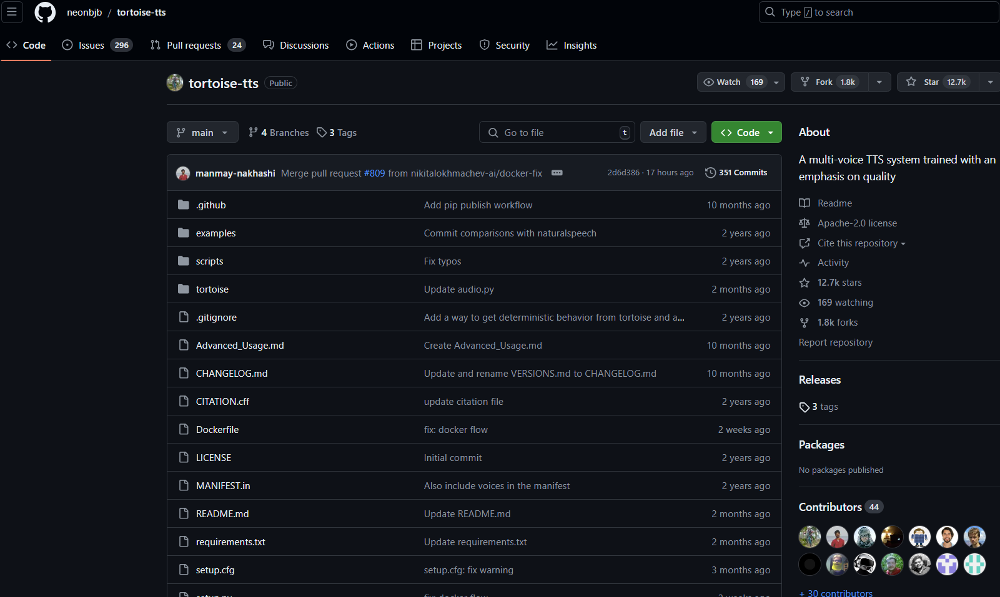 neonbjb / tortoise-tts
Type / to search
Code
Issues 296
Pull requests 24
Discussions
Actions
Projects
Security
Insights
tortoise-tts Public
Watch 169
Fork 1.8k
Star 12.7k
main
4 Branches
3 Tags
Go to file t
Add file
Code
manmay-nakhashi Merge pull request #809 from nikitalokhmachev-ai/docker-fix
2d6d386 · 17 hours ago
351 Commits
.github Add pip publish workflow 10 months ago
examples Commit comparisons with naturalspeech 2 years ago
scripts Fix typos 2 years ago
tortoise Update audio.py 2 months ago
.gitignore Add a way to get deterministic behavior from tortoise and a... 2 years ago
Advanced_Usage.md Create Advanced_Usage.md 10 months ago
CHANGELOG.md Update and rename VERSIONS.md to CHANGELOG.md 10 months ago
CITATION.cff update citation file 2 years ago
Dockerfile fix: docker flow 2 weeks ago
LICENSE Initial commit 2 years ago
MANIFEST.in Also include voices in the manifest 2 years ago
README.md Update README.md 2 months ago
requirements.txt Update requirements.txt 2 months ago
setup.cfg setup.cfg: fix warning 3 months ago
setup.py fix: docker flow 2 weeks ago
About
A multi-voice TTS system trained with an
emphasis on quality
Readme
Apache-2.0 license
Cite this repository
Activity
12.7k stars
169 watching
1.8k forks
Report repository
Releases
3 tags
Packages
No packages published
Contributors 44
+ 30 contributors